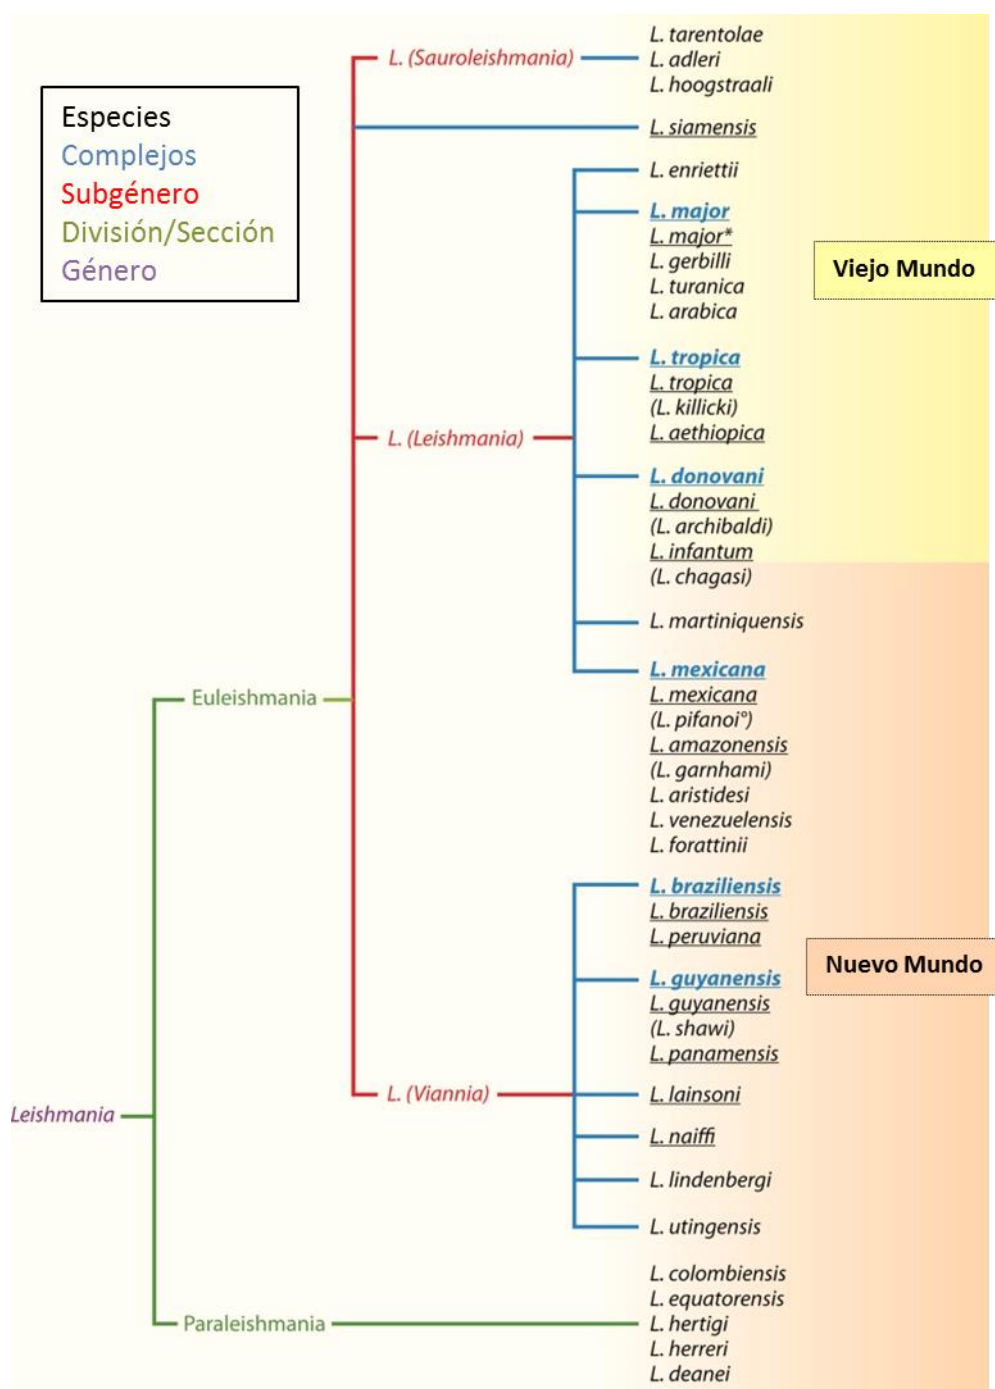 Especies
Complejos
Subgénero
División/Sección
Género
L. (Sauroleishmania)
L. tarentolae
L. adleri
L. hoogstraali
L. siamensis
L. enriettii
L. major
L. major*
L. gerbilli
L. turanica
L. arabica
Viejo Mundo
L. tropica
L. tropica
(L. killicki)
L. aethiopica
L. (Leishmania)
L. donovani
L. donovani
(L. archibaldi)
L. infantum
(L. chagasi)
L. martiniquensis
L. mexicana
L. mexicana
(L. pifanoi°)
L. amazonensis
(L. garnhami)
L. aristidesi
L. venezuelensis
L. forattinii
Euleishmania
L. braziliensis
L. braziliensis
L. peruviana
Nuevo Mundo
L. guyanensis
L. guyanensis
(L. shawi)
L. panamensis
L. (Viannia)
L. lainsoni
L. naiffi
L. lindenbergi
L. utingensis
Leishmania
Paraleishmania
L. colombiensis
L. equatorensis
L. hertigi
L. herreri
L. deanei